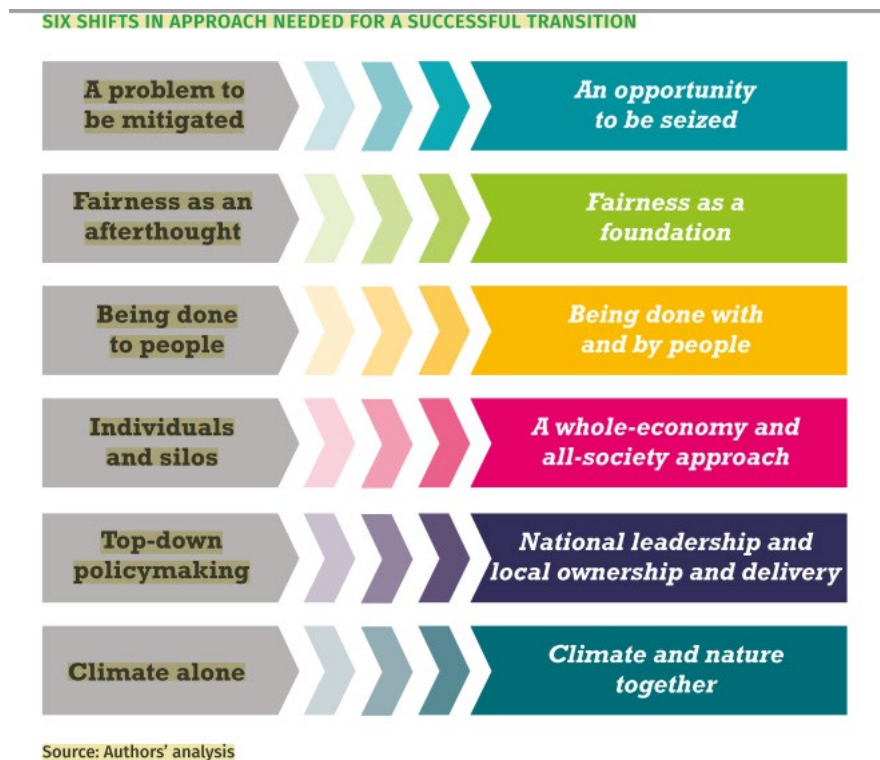 SIX SHIFTS IN APPROACH NEEDED FOR A SUCCESSFUL TRANSITION
A problem to
be mitigated
An opportunity
to be seized
Fairness as an
afterthought
Fairness as a
foundation
Being done
to people
Being done with
and by people
Individuals
and silos
A whole-economy and
all-society approach
Top-down
policymaking
National leadership and
local ownership and delivery
Climate alone
Climate and nature
together
Source: Authors' analysis